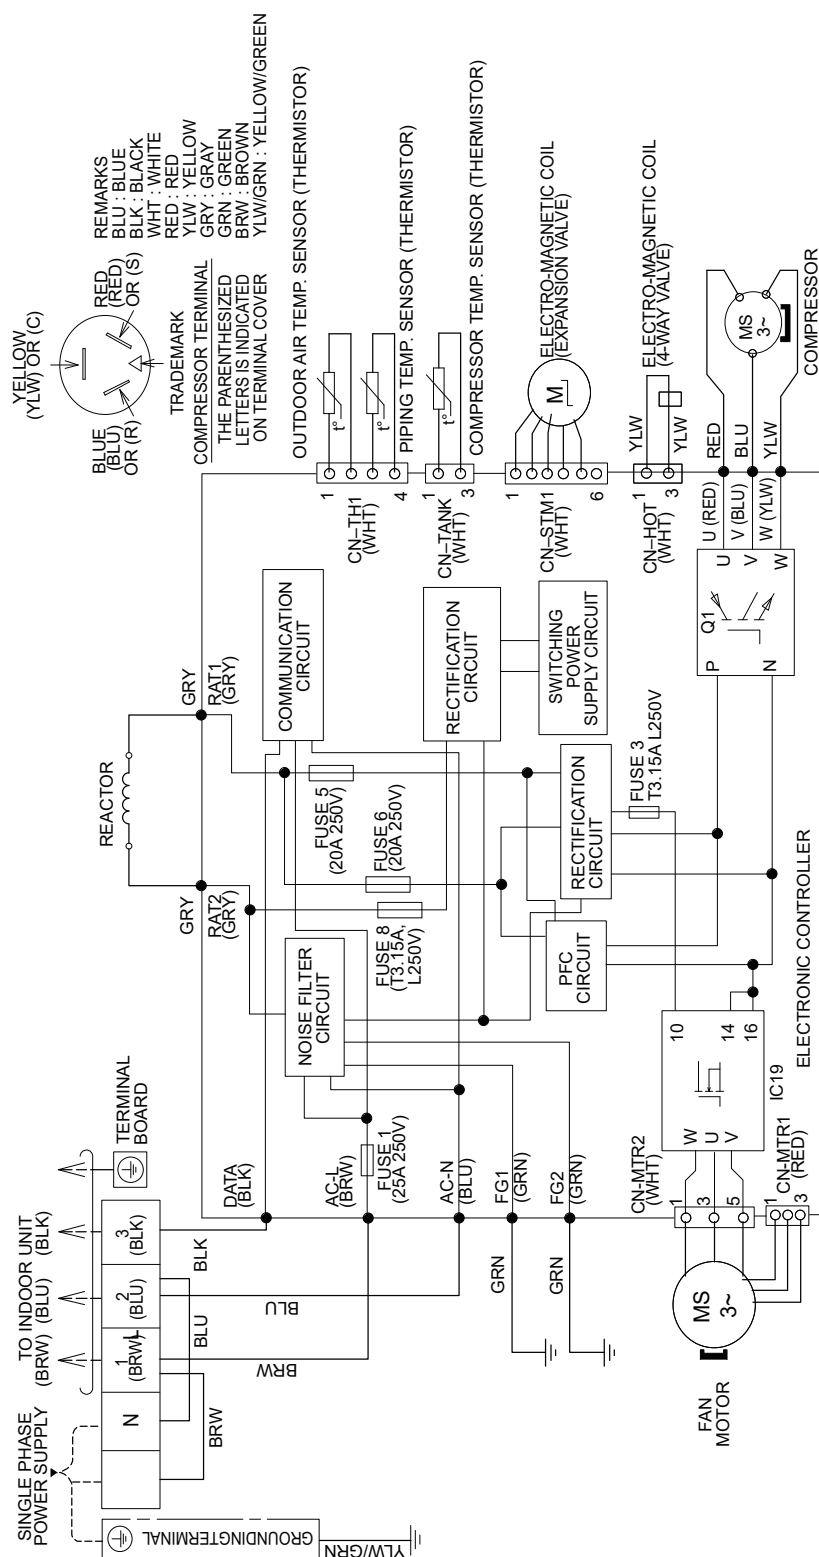 SINGLE PHASE
POWER SUPPLY
GROUNDINGTERMINAL
YLW/GRN
TO INDOOR UNIT
(BRW)
(BLU)
(BLK)
N
1
(BRW)
L
2
(BLU)
3
(BLK)
TERMINAL
BOARD
BRW
BLU
BLK
BRW
BLU
DATA
(BLK)
AC-L
(BRW)
FUSE 1
(25A 250V)
AC-N
(BLU)
FG1
(GRN)
FG2
(GRN)
GRN
GRN
REACTOR
GRY
GRY
RAT2
(GRY)
RAT1
(GRY)
NOISE FILTER
CIRCUIT
COMMUNICATION
CIRCUIT
FUSE 5
(20A 250V)
FUSE 6
(20A 250V)
FUSE 8
(T3.15A,
L250V)
RECTIFICATION
CIRCUIT
SWITCHING
POWER
SUPPLY CIRCUIT
PFC
CIRCUIT
RECTIFICATION
CIRCUIT
FUSE 3
T3.15A L250V
ELECTRONIC CONTROLLER
FAN
MOTOR
MS
3~
CN-MTR2
(WHT)
1
3
5
CN-MTR1
(RED)
1
3
W
U
V
10
14
16
IC19
P
N
Q1
U
V
W
U (RED)
V (BLU)
W (YLW)
RED
BLU
YLW
MS
3~
COMPRESSOR
CN–HOT
(WHT)
1
3
YLW
YLW
ELECTRO-MAGNETIC COIL
(4-WAY VALVE)
CN–STM1
(WHT)
1
6
M
ELECTRO-MAGNETIC COIL
(EXPANSION VALVE)
CN–TANK
(WHT)
1
3
t°
COMPRESSOR TEMP. SENSOR (THERMISTOR)
CN–TH1
(WHT)
1
4
t°
t°
PIPING TEMP. SENSOR (THERMISTOR)
OUTDOOR AIR TEMP. SENSOR (THERMISTOR)
YELLOW
(YLW) OR (C)
BLUE
(BLU)
OR (R)
RED
(RED)
OR (S)
TRADEMARK
COMPRESSOR TERMINAL
THE PARENTHESIZED
LETTERS IS INDICATED
ON TERMINAL COVER
REMARKS
BLU : BLUE
BLK : BLACK
WHT : WHITE
RED : RED
YLW : YELLOW
GRY : GRAY
GRN : GREEN
BRW : BROWN
YLW/GRN : YELLOW/GREEN